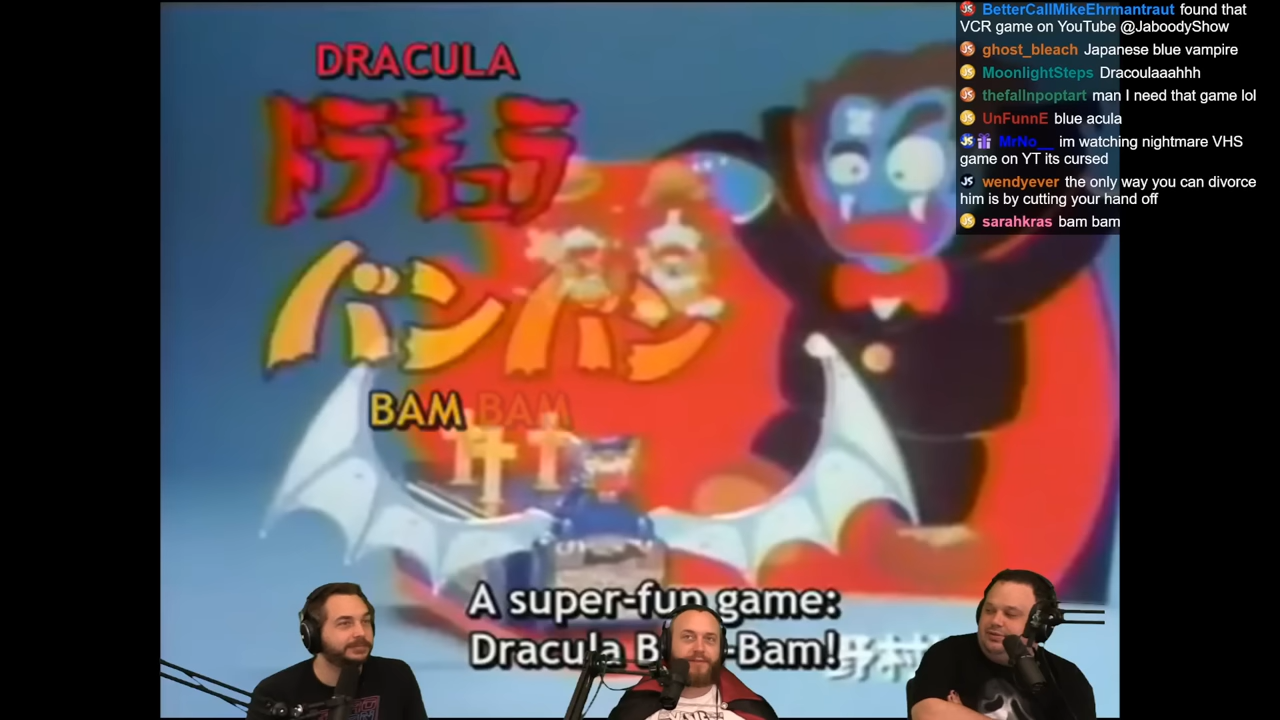 DRACULA
ドラキュラ
バンバン
BAM BAM
A super-fun game:
Dracula B -Bam!
野村
BetterCallMikeEhrmantraut found that
VCR game on YouTube @JaboodyShow
ghost_bleach Japanese blue vampire
MoonlightSteps Dracoulaaahhh
thefallnpoptart man I need that game lol
UnFunnE blue acula
MrNo__ im watching nightmare VHS
game on YT its cursed
wendyever the only way you can divorce
him is by cutting your hand off
sarahkras bam bam